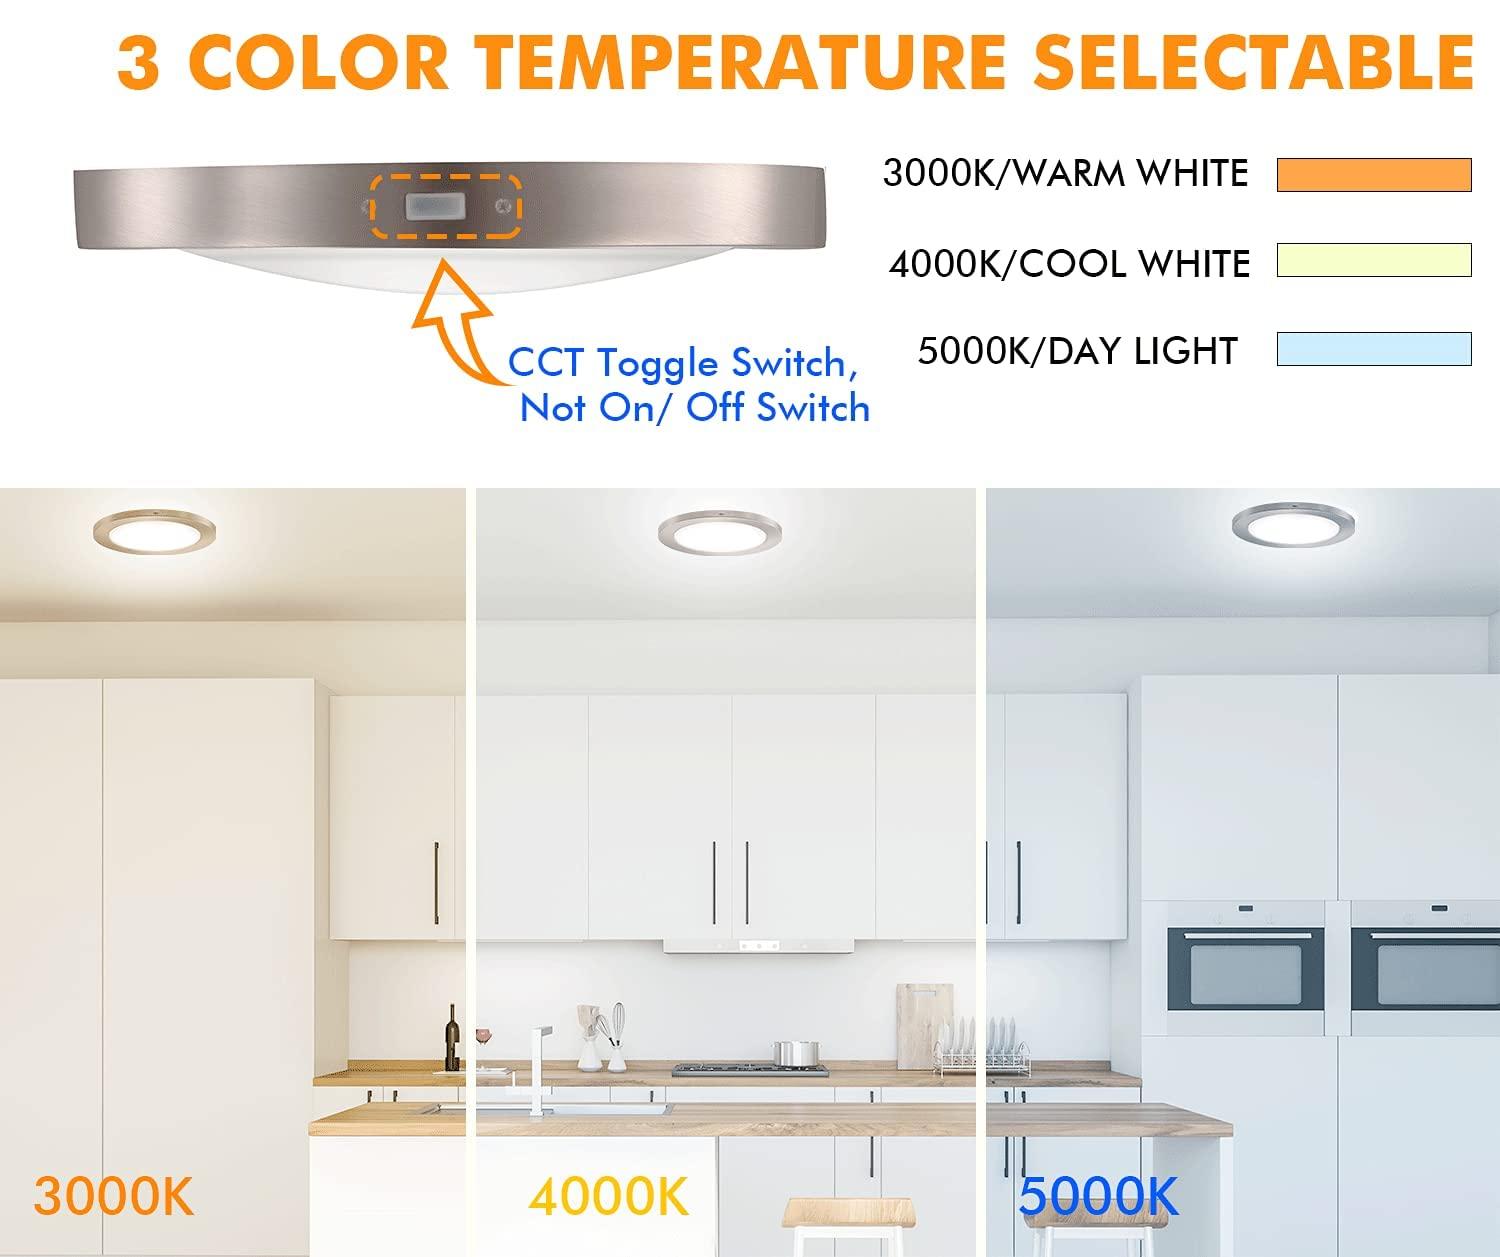 3 COLOR TEMPERATURE SELECTABLE
3000K/WARM WHITE
4000K/COOL WHITE
5000K/DAY LIGHT
CCT Toggle Switch,
Not On/ Off Switch
3000K
4000K
5000K